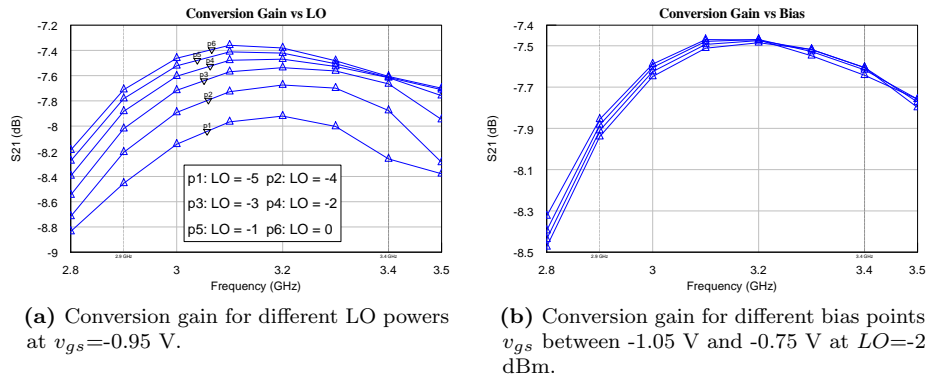 Conversion Gain vs LO
-7.2
-7.4
-7.6
-7.8
-8
-8.2
-8.4
-8.6
-8.8
-9
S21 (dB)
p6
p5
p4
p3
p2
p1
p1: LO = -5 p2: LO = -4
p3: LO = -3 p4: LO = -2
p5: LO = -1 p6: LO = 0
2.9 GHz
3.4 GHz
2.8
3
3.2
3.4
3.5
Frequency (GHz)
(a) Conversion gain for different LO powers
at v_gs=-0.95 V.
Conversion Gain vs Bias
-7.4
-7.5
-7.7
-7.9
-8.1
-8.3
-8.5
S21 (dB)
2.9 GHz
3.4 GHz
2.8
3
3.2
3.4
3.5
Frequency (GHz)
(b) Conversion gain for different bias points
v_gs between -1.05 V and -0.75 V at LO=-2
dBm.